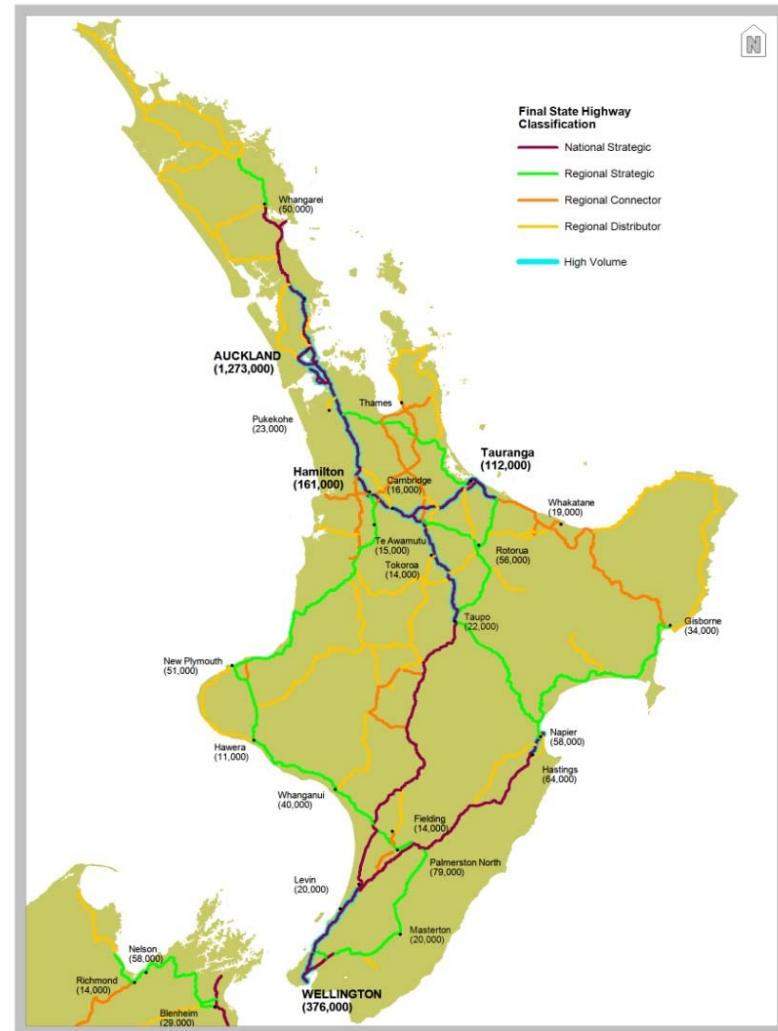 N
Final State Highway
Classification
National Strategic
Regional Strategic
Regional Connector
Regional Distributor
High Volume
Whangarei
(50,000)
AUCKLAND
(1,273,000)
Thames
Pukekohe
(23,000)
Tauranga
(112,000)
Hamilton
(161,000)
Cambridge
(16,000)
Whakatane
(19,000)
Te Awamutu
(15,000)
Rotorua
(56,000)
Tokoroa
(14,000)
Taupo
(22,000)
Gisborne
(34,000)
New Plymouth
(51,000)
Napier
(58,000)
Hawera
(11,000)
Hastings
(64,000)
Whanganui
(40,000)
Fielding
(14,000)
Palmerston North
(79,000)
Levin
(20,000)
Masterton
(20,000)
Nelson
(58,000)
Richmond
(14,000)
WELLINGTON
(376,000)
Blenheim
(29,000)